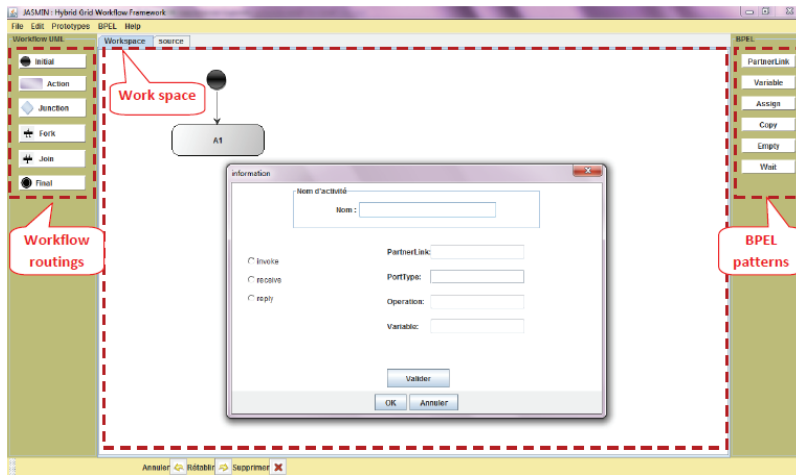 JASMIN : Hybrid Grid Workflow Framework
File Edit Prototypes BPEL Help
Workflow UML
Workspace source
BPEL
Initial
Action
Junction
Fork
Join
Final
Workflow routings
Work space
A1
information
Nom d'activité
Nom :
invoke
receive
reply
PartnerLink:
PortType:
Operation:
Variable:
Valider
OK Annuler
PartnerLink
Variable
Assign
Copy
Empty
Wait
BPEL patterns
Annuler Rétablir Supprimer